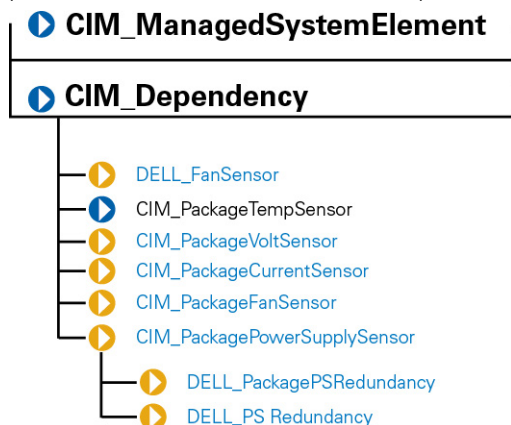 CIM_ManagedSystemElement
CIM_Dependency
DELL_FanSensor
CIM_PackageTempSensor
CIM_PackageVoltSensor
CIM_PackageCurrentSensor
CIM_PackageFanSensor
CIM_PackagePowerSupplySensor
DELL_PackagePSRedundancy
DELL_PS Redundancy